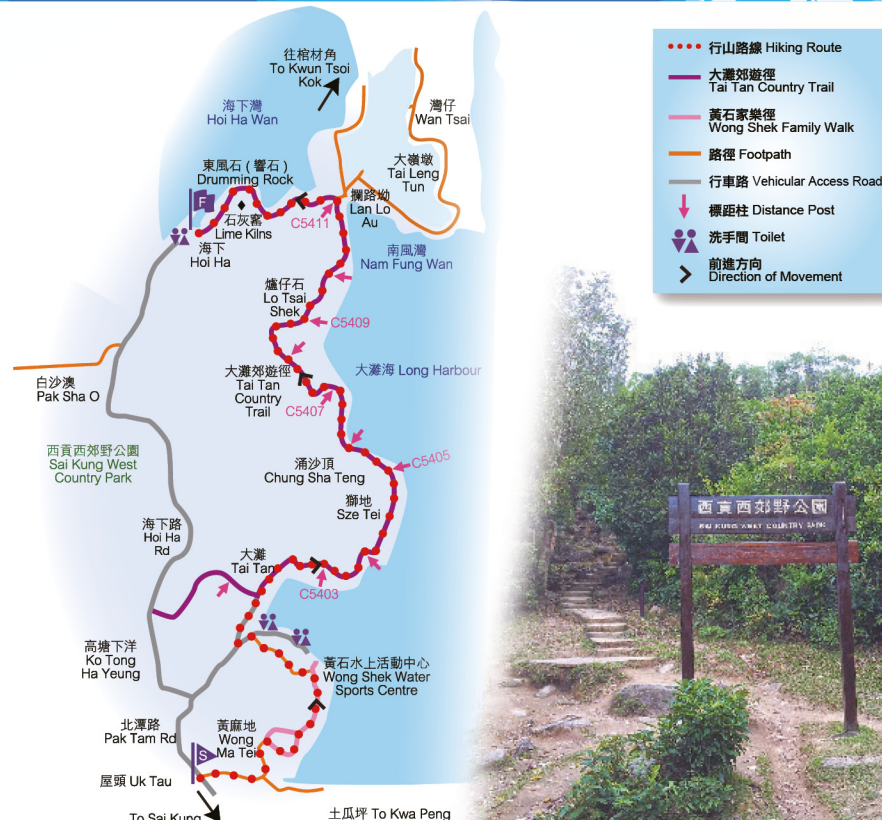 往棺材角
To Kwun Tsoi
Kok
海下灣
Hoi Ha Wan
灣仔
Wan Tsai
大嶺墩
Tai Leng
Tun
東風石 ( 響石 )
Drumming Rock
F
石灰窰
Lime Kilns
C5411
攔路坳
Lan Lo
Au
海下
Hoi Ha
南風灣
Nam Fung Wan
爐仔石
Lo Tsai
Shek
C5409
白沙澳
Pak Sha O
大灘郊遊徑
Tai Tan
Country
Trail
大灘海 Long Harbour
C5407
西貢西郊野公園
Sai Kung West
Country Park
涌沙頂
Chung Sha Teng
C5405
獅地
Sze Tei
海下路
Hoi Ha
Rd
大灘
Tai Tan
C5403
高塘下洋
Ko Tong
Ha Yeung
黃石水上活動中心
Wong Shek Water
Sports Centre
北潭路
Pak Tam Rd
黃麻地
Wong
Ma Tei
S
屋頭 Uk Tau
To Sai Kung
土瓜坪 To Kwa Peng
行山路線 Hiking Route
大灘郊遊徑
Tai Tan Country Trail
黃石家樂徑
Wong Shek Family Walk
路徑 Footpath
行車路 Vehicular Access Road
標距柱 Distance Post
洗手間 Toilet
前進方向
Direction of Movement
西貢西郊野公園
SAI KUNG WEST COUNTRY PARK